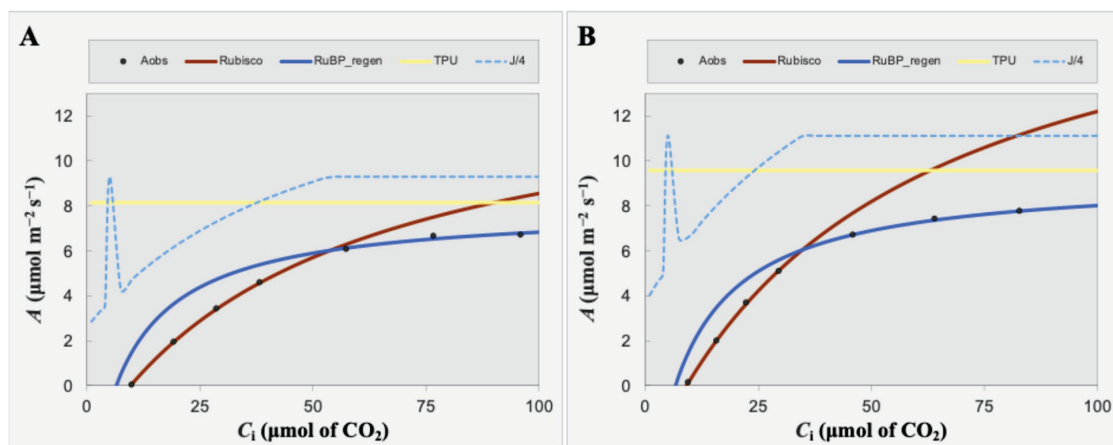 A
Aobs Rubisco RuBP_regen TPU J/4
12
10
8
6
4
2
0
A (μmol m⁻² s⁻¹)
0 25 50 75 100
Cᵢ (μmol of CO₂)
B
Aobs Rubisco RuBP_regen TPU J/4
12
10
8
6
4
2
0
A (μmol m⁻² s⁻¹)
0 25 50 75 100
Cᵢ (μmol of CO₂)